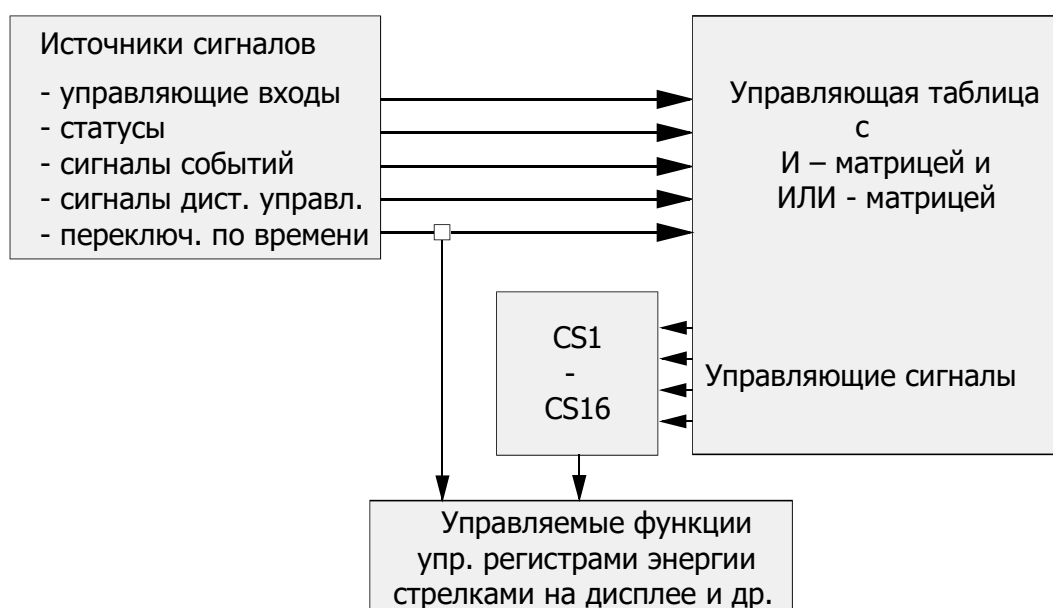 Источники сигналов
- управляющие входы
- статусы
- сигналы событий
- сигналы дист. управл.
- переключ. по времени
Управляющая таблица
с
И – матрицей и
ИЛИ - матрицей
CS1
-
CS16
Управляющие сигналы
Управляемые функции
упр. регистрами энергии
стрелками на дисплее и др.